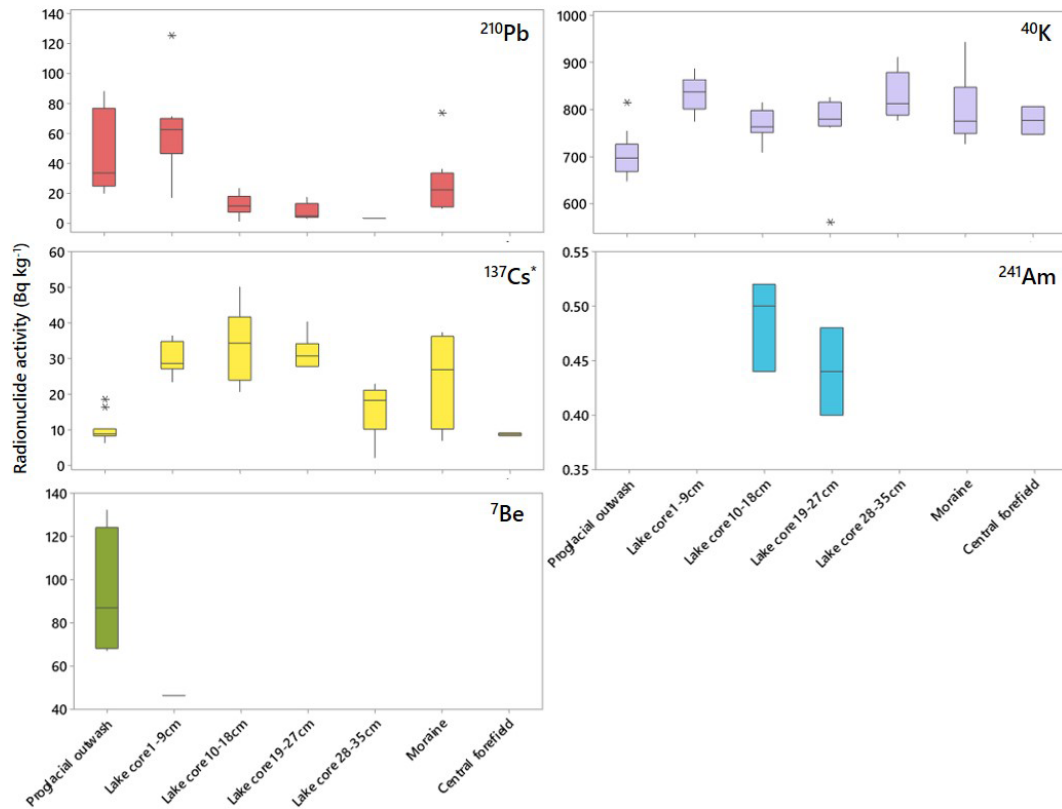 140
120
100
80
60
40
20
0
²¹⁰Pb
*
*
1000
900
800
700
600
⁴⁰K
*
*
Radionuclide activity (Bq kg⁻¹)
60
50
40
30
20
10
0
¹³⁷Cs*
*
*
0.55
0.50
0.45
0.40
0.35
²⁴¹Am
Proglacial outwash
Lake core 1-9cm
Lake core 10-18cm
Lake core 19-27cm
Lake core 28-35cm
Moraine
Central forefield
140
120
100
80
60
40
⁷Be
Proglacial outwash
Lake core 1-9cm
Lake core 10-18cm
Lake core 19-27cm
Lake core 28-35cm
Moraine
Central forefield